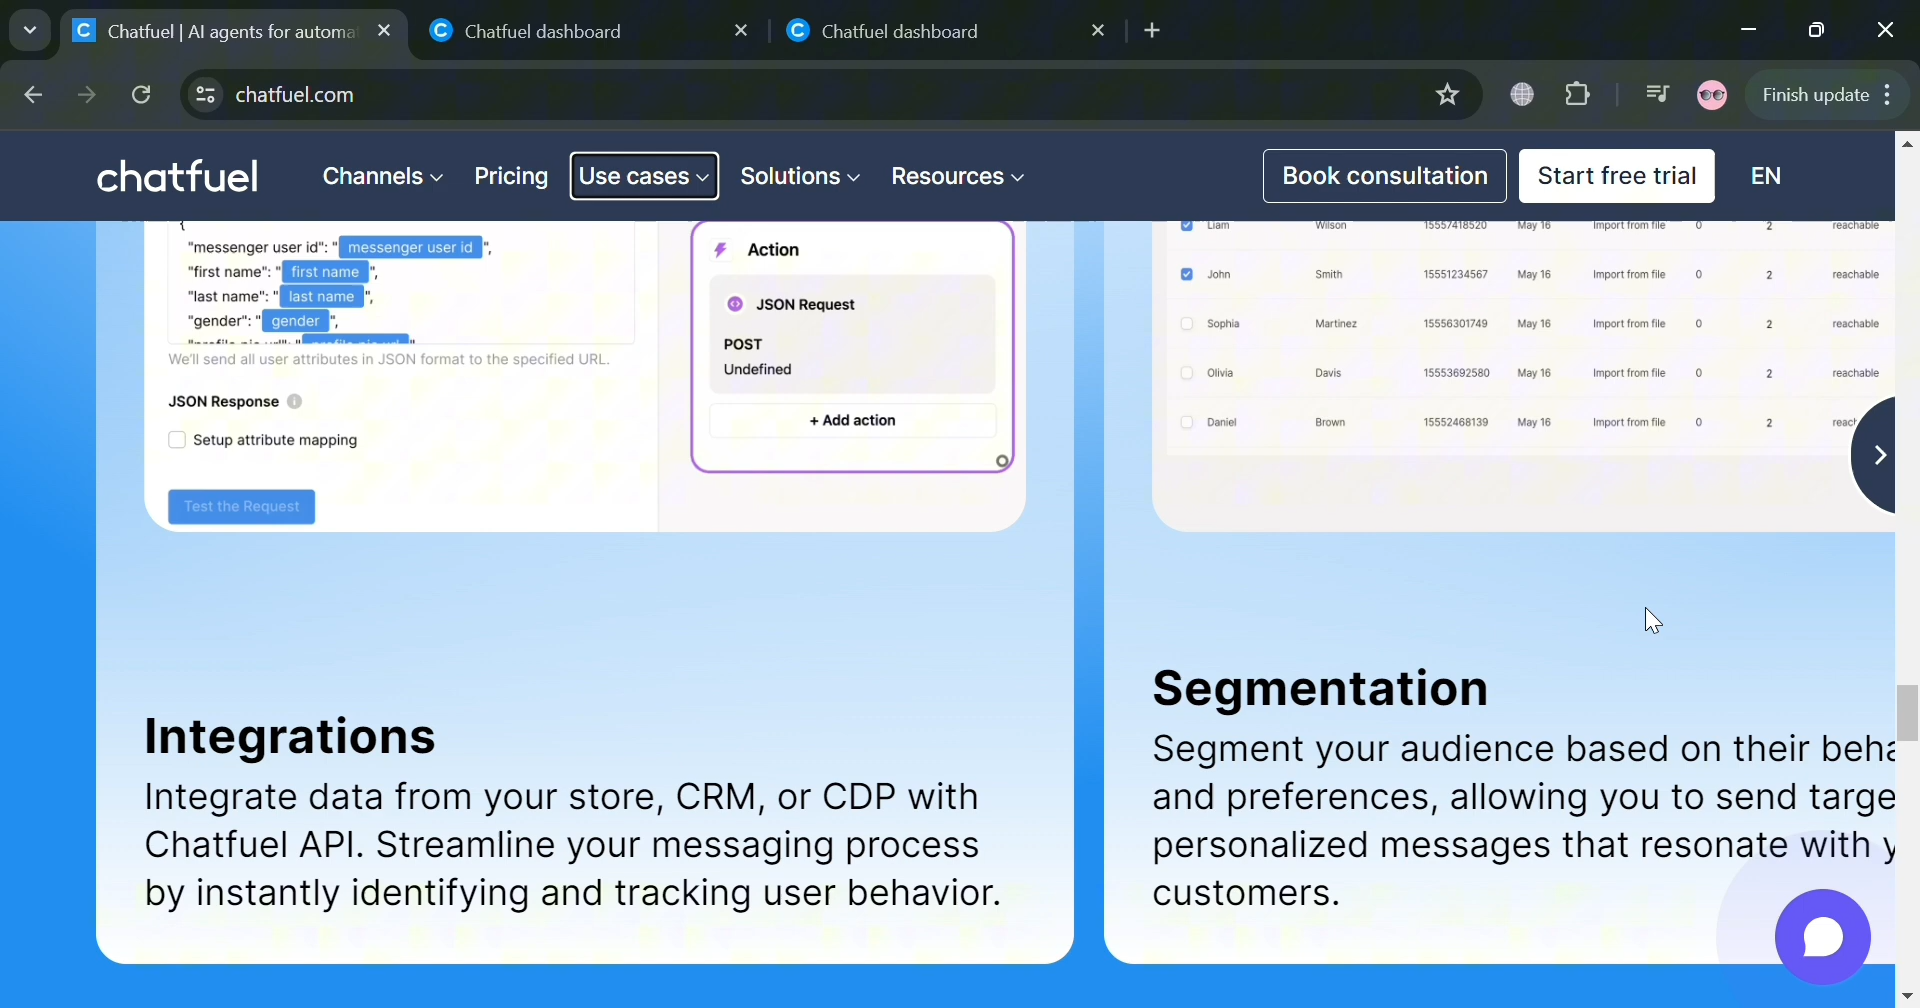 Chatfuel | AI agents for automa
Chatfuel dashboard
Chatfuel dashboard
chatfuel.com
Finish update
chatfuel
Channels
Pricing
Use cases
Solutions
Resources
Book consultation
Start free trial
EN
{
"messenger user id": "messenger user id",
"first name": "first name",
"last name": "last name",
"gender": "gender",
We'll send all user attributes in JSON format to the specified URL.
JSON Response
Setup attribute mapping
Test the Request
Action
JSON Request
POST
Undefined
+ Add action
Liam Wilson 15557418520 May 16 Import from file 0 2 reachable
John Smith 15551234567 May 16 Import from file 0 2 reachable
Sophia Martinez 15556301749 May 16 Import from file 0 2 reachable
Olivia Davis 15553692580 May 16 Import from file 0 2 reachable
Daniel Brown 15552468139 May 16 Import from file 0 2 reach
Integrations
Integrate data from your store, CRM, or CDP with
Chatfuel API. Streamline your messaging process
by instantly identifying and tracking user behavior.
Segmentation
Segment your audience based on their beha
and preferences, allowing you to send targe
personalized messages that resonate with y
customers.